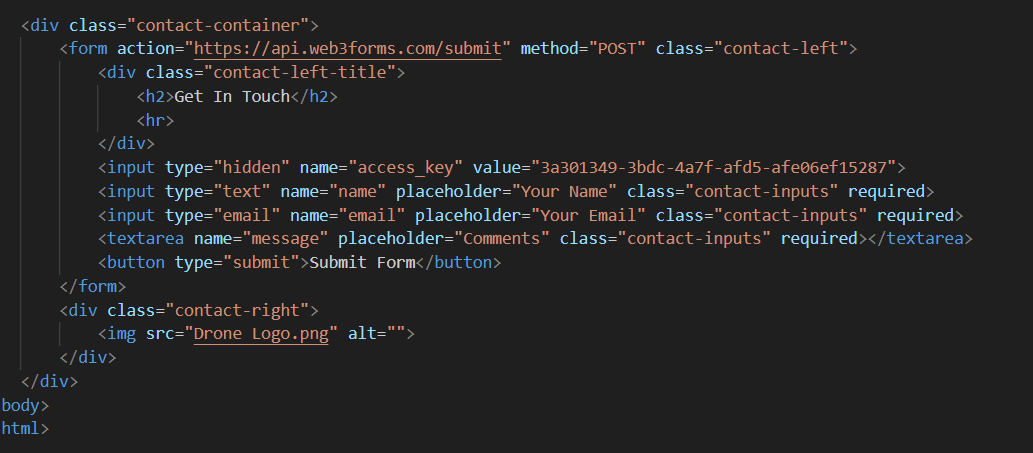 <div class="contact-container">
<form action="https://api.web3forms.com/submit" method="POST" class="contact-left">
<div class="contact-left-title">
<h2>Get In Touch</h2>
<hr>
</div>
<input type="hidden" name="access_key" value="3a301349-3bdc-4a7f-afd5-afe06ef15287">
<input type="text" name="name" placeholder="Your Name" class="contact-inputs" required>
<input type="email" name="email" placeholder="Your Email" class="contact-inputs" required>
<textarea name="message" placeholder="Comments" class="contact-inputs" required></textarea>
<button type="submit">Submit Form</button>
</form>
<div class="contact-right">
<img src="Drone Logo.png" alt="">
</div>
</div>
body>
html>